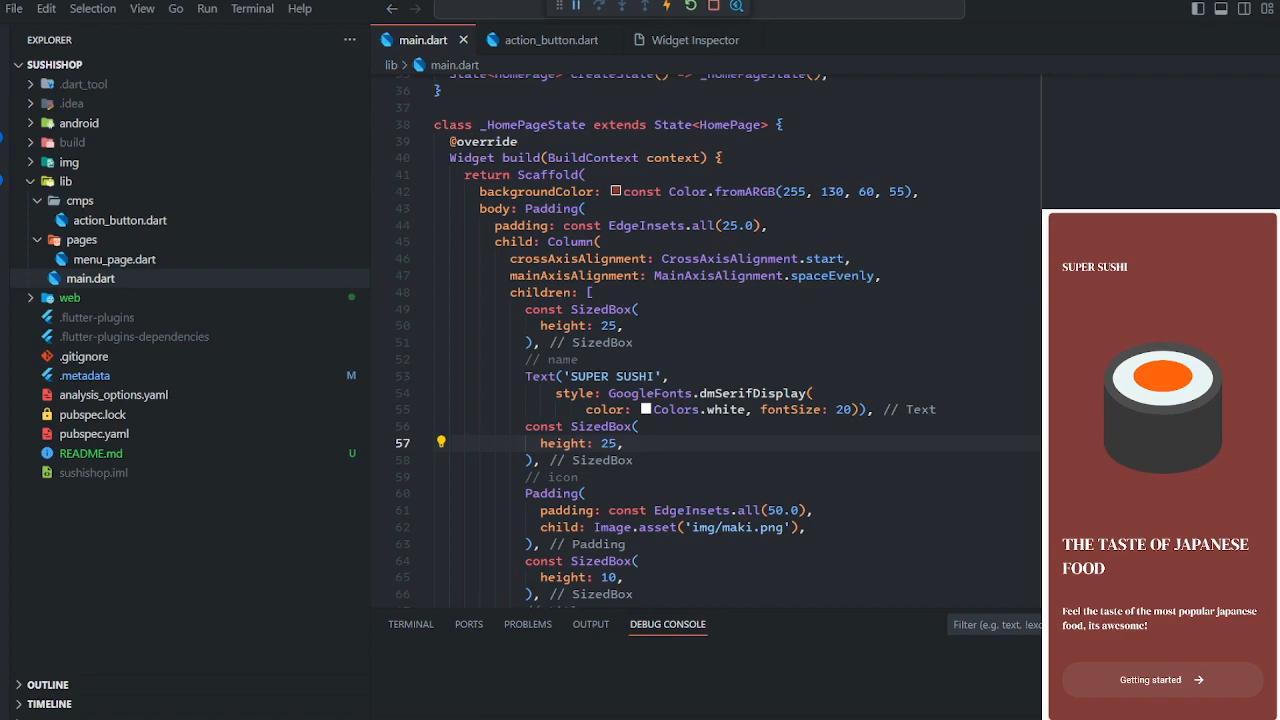 File Edit Selection View Go Run Terminal Help
EXPLORER
SUSHISHOP
.dart_tool
.idea
android
build
img
lib
cmps
action_button.dart
pages
menu_page.dart
main.dart
web
.flutter-plugins
.flutter-plugins-dependencies
.gitignore
.metadata M
analysis_options.yaml
pubspec.lock
pubspec.yaml
README.md U
sushishop.iml
OUTLINE
TIMELINE
main.dart action_button.dart Widget Inspector
lib > main.dart
35 State<HomePage> createState() => _HomePageState();
36 }
37
38 class _HomePageState extends State<HomePage> {
39 @override
40 Widget build(BuildContext context) {
41 return Scaffold(
42 backgroundColor: const Color.fromARGB(255, 130, 60, 55),
43 body: Padding(
44 padding: const EdgeInsets.all(25.0),
45 child: Column(
46 crossAxisAlignment: CrossAxisAlignment.start,
47 mainAxisAlignment: MainAxisAlignment.spaceEvenly,
48 children: [
49 const SizedBox(
50 height: 25,
51 ), // SizedBox
52 // name
53 Text('SUPER SUSHI',
54 style: GoogleFonts.dmSerifDisplay(
55 color: Colors.white, fontSize: 20)), // Text
56 const SizedBox(
57 height: 25,
58 ), // SizedBox
59 // icon
60 Padding(
61 padding: const EdgeInsets.all(50.0),
62 child: Image.asset('img/maki.png'),
63 ), // Padding
64 const SizedBox(
65 height: 10,
66 ), // SizedBox
TERMINAL PORTS PROBLEMS OUTPUT DEBUG CONSOLE
Filter (e.g. text, !exc
SUPER SUSHI
THE TASTE OF JAPANESE
FOOD
Feel the taste of the most popular japanese
food, its awesome!
Getting started →